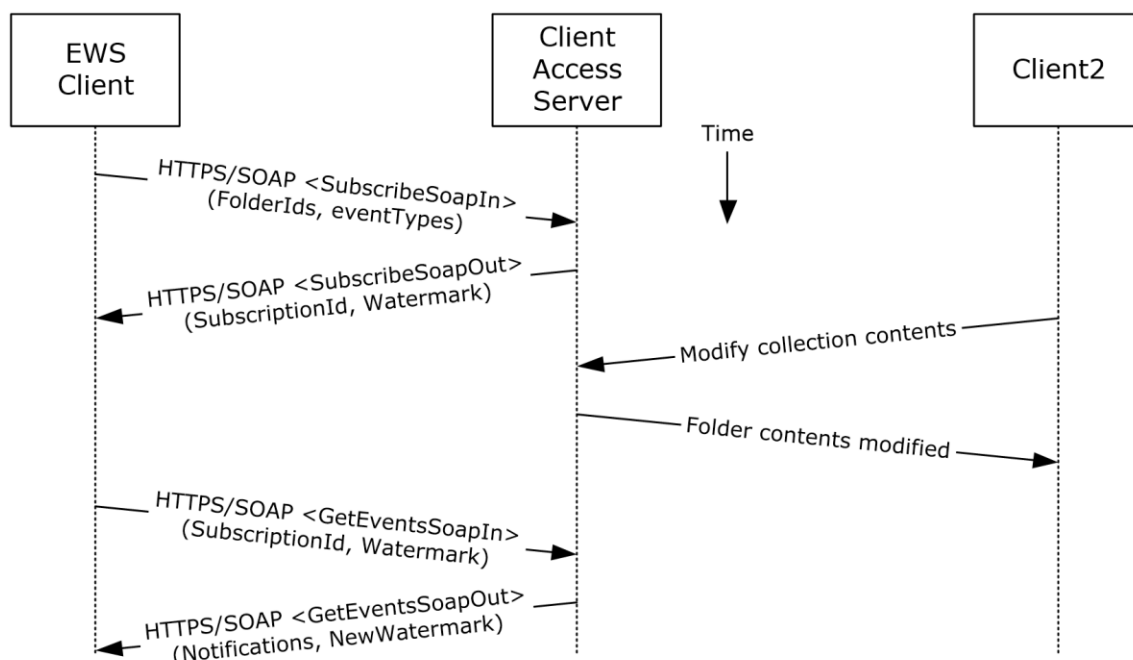 EWS
Client
Client
Access
Server
Client2
Time
HTTPS/SOAP <SubscribeSoapIn>
(FolderIds, eventTypes)
HTTPS/SOAP <SubscribeSoapOut>
(SubscriptionId, Watermark)
Modify collection contents
Folder contents modified
HTTPS/SOAP <GetEventsSoapIn>
(SubscriptionId, Watermark)
HTTPS/SOAP <GetEventsSoapOut>
(Notifications, NewWatermark)